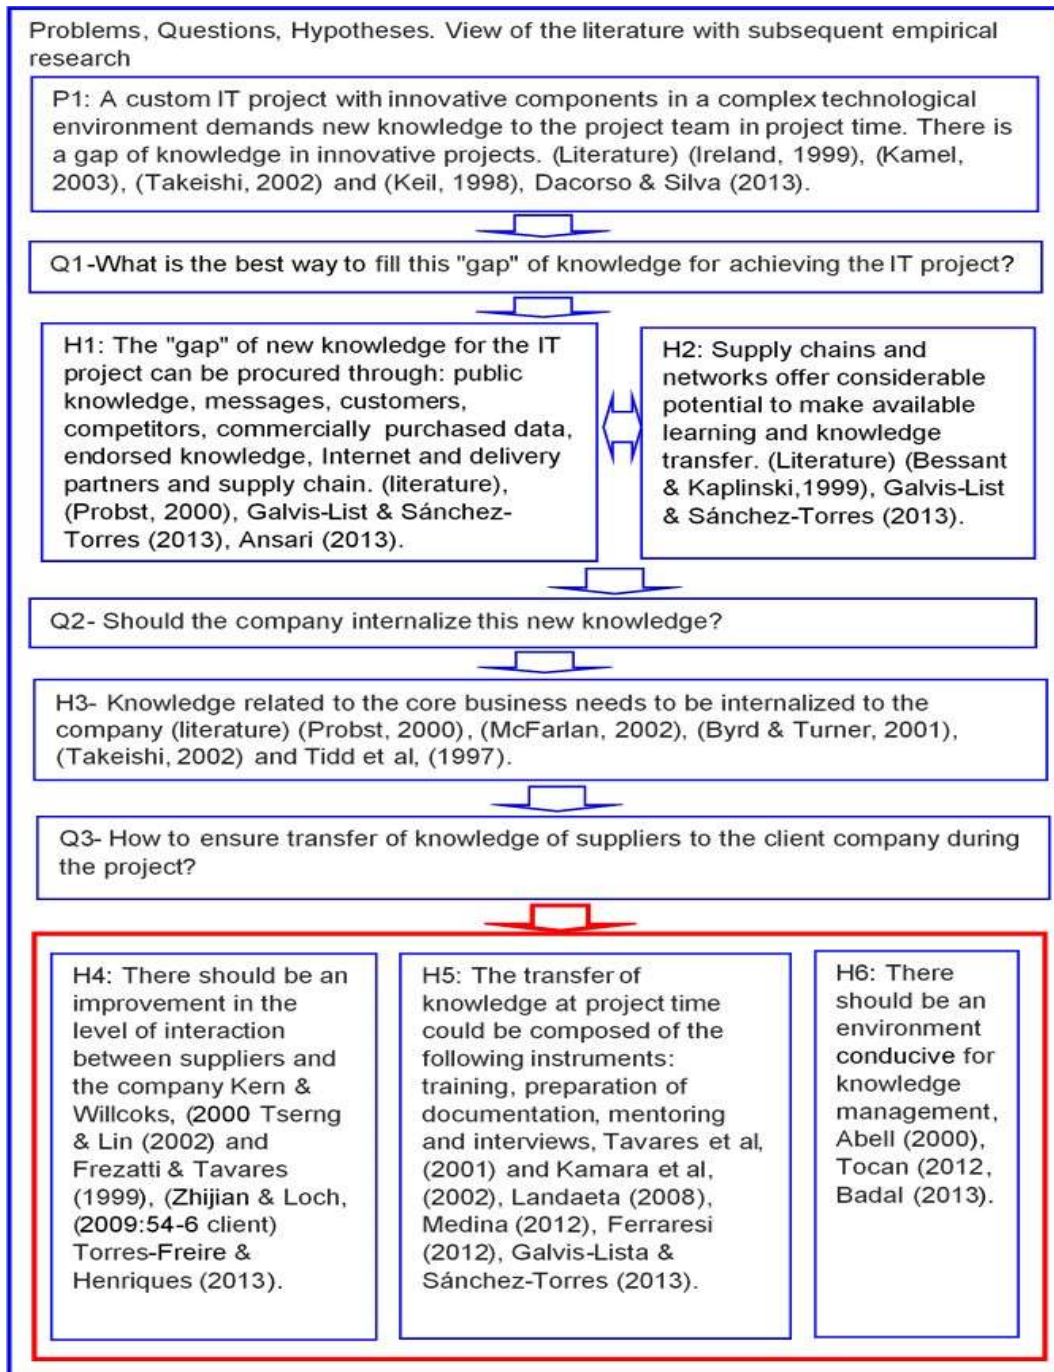 Problems, Questions, Hypotheses. View of the literature with subsequent empirical
research
P1: A custom IT project with innovative components in a complex technological
environment demands new knowledge to the project team in project time. There is
a gap of knowledge in innovative projects. (Literature) (Ireland, 1999), (Kamel,
2003), (Takeishi, 2002) and (Keil, 1998), Dacorso & Silva (2013).
Q1-What is the best way to fill this "gap" of knowledge for achieving the IT project?
H1: The "gap" of new knowledge for the IT
project can be procured through: public
knowledge, messages, customers,
competitors, commercially purchased data,
endorsed knowledge, Internet and delivery
partners and supply chain. (literature),
(Probst, 2000), Galvis-List & Sánchez-
Torres (2013), Ansari (2013).
H2: Supply chains and
networks offer considerable
potential to make available
learning and knowledge
transfer. (Literature) (Bessant
& Kaplinski,1999), Galvis-List
& Sánchez-Torres (2013).
Q2- Should the company internalize this new knowledge?
H3- Knowledge related to the core business needs to be internalized to the
company (literature) (Probst, 2000), (McFarlan, 2002), (Byrd & Turner, 2001),
(Takeishi, 2002) and Tidd et al, (1997).
Q3- How to ensure transfer of knowledge of suppliers to the client company during
the project?
H4: There should be an
improvement in the
level of interaction
between suppliers and
the company Kern &
Willcoks, (2000 Tserng
& Lin (2002) and
Frezatti & Tavares
(1999), (Zhijian & Loch,
(2009:54-6 client)
Torres-Freire &
Henriques (2013).
H5: The transfer of
knowledge at project time
could be composed of the
following instruments:
training, preparation of
documentation, mentoring
and interviews, Tavares et al,
(2001) and Kamara et al,
(2002), Landaeta (2008),
Medina (2012), Ferraresi
(2012), Galvis-Lista &
Sánchez-Torres (2013).
H6: There
should be an
environment
conducive for
knowledge
management,
Abell (2000),
Tocan (2012,
Badal (2013).